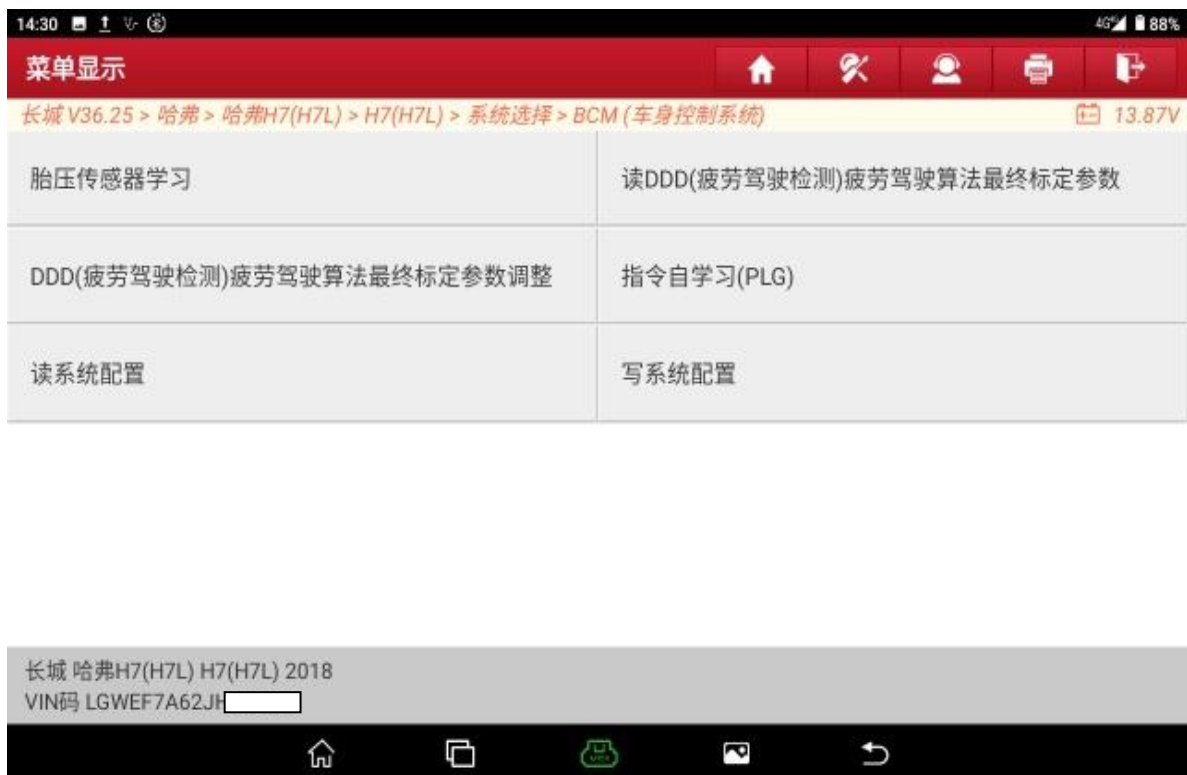 14:30
4G
88%
菜单显示
长城 V36.25 > 哈弗 > 哈弗H7(H7L) > H7(H7L) > 系统选择 > BCM (车身控制系统)
13.87V
胎压传感器学习
读DDD(疲劳驾驶检测)疲劳驾驶算法最终标定参数
DDD(疲劳驾驶检测)疲劳驾驶算法最终标定参数调整
指令自学习(PLG)
读系统配置
写系统配置
长城 哈弗H7(H7L) H7(H7L) 2018
VIN码 LGWEF7A62JH